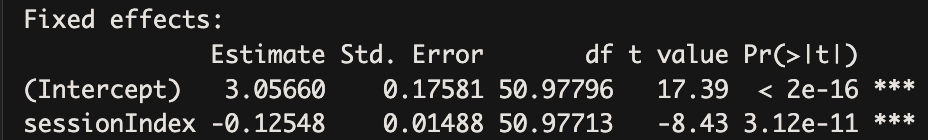 Fixed effects:
Estimate Std. Error df t value Pr(>|t|)
(Intercept) 3.05660 0.17581 50.97796 17.39 < 2e-16 ***
sessionIndex -0.12548 0.01488 50.97713 -8.43 3.12e-11 ***